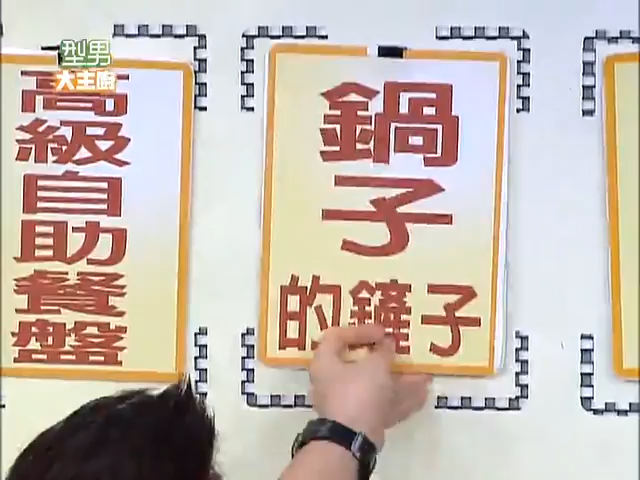 型男
大主廚
高級自助餐盤
鍋子
的鏟子